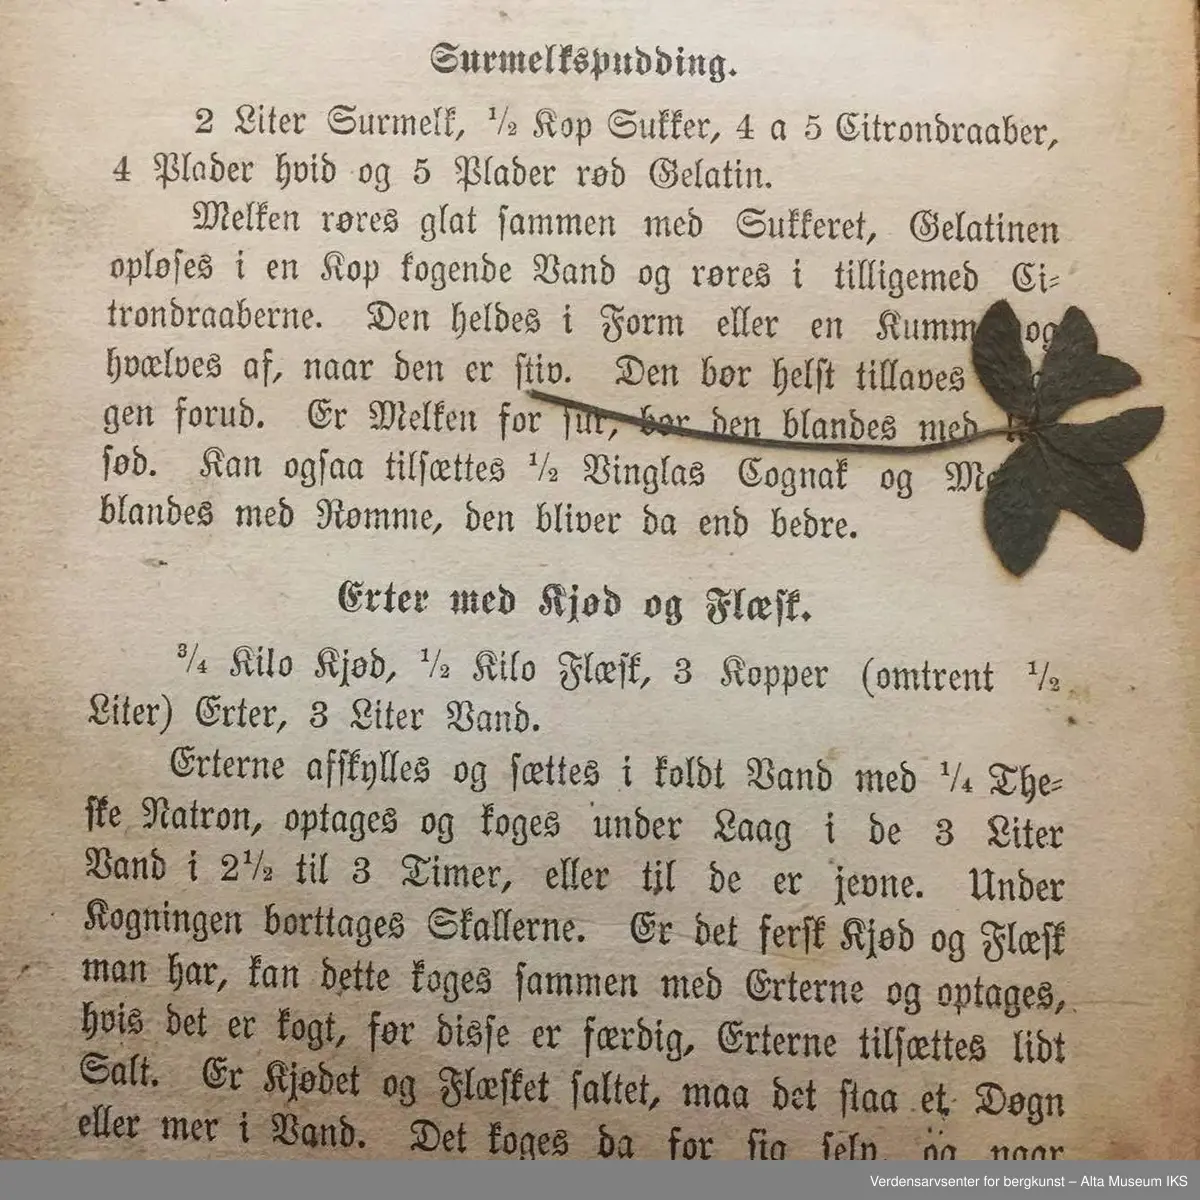 Surmelkspudding.
2 Liter Surmelk, ½ Kop Sukker, 4 a 5 Citrondraaber,
4 Plader hvid og 5 Plader rød Gelatin.
Melken røres glat sammen med Sukkeret, Gelatinen
opløses i en Kop kogende Vand og røres i tilligemed Ci-
trondraaberne. Den heldes i Form eller en Kumm og
hvælves af, naar den er stiv. Den bør helst tillaves
gen forud. Er Melken for sur, bør den blandes med
sød. Kan ogsaa tilsættes ½ Vinglas Cognak og
blandes med Rømme, den bliver da end bedre.
Erter med Kjød og Flæsk.
¾ Kilo Kjød, ½ Kilo Flæsk, 3 Kopper (omtrent ½
Liter) Erter, 3 Liter Vand.
Erterne afskylles og sættes i koldt Vand med ¼ The-
ske Natron, optages og koges under Laag i de 3 Liter
Vand i 2½ til 3 Timer, eller til de er jevne. Under
Kogningen borttages Skallerne. Er det fersk Kjød og Flæsk
man har, kan dette koges sammen med Erterne og optages,
hvis det er kogt, før disse er færdig, Erterne tilsættes lidt
Salt. Er Kjødet og Flæsket saltet, maa det staa et Døgn
eller mer i Vand. Det koges da for sig selv, og naar
Verdensarvsenter for bergkunst – Alta Museum IKS